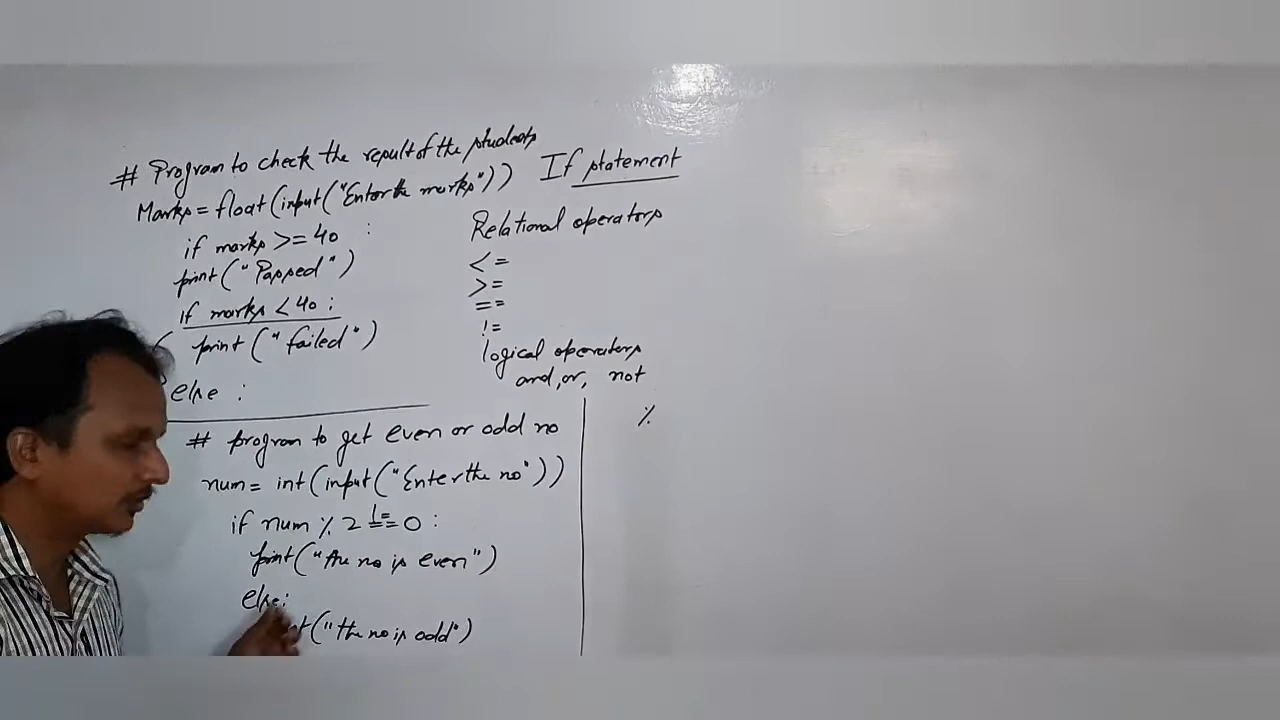 # Program to check the result of the students
Marks = float(input("Enter the marks"))
if marks >= 40 :
print("Passed")
if marks < 40 :
print("failed")
else :
If statement
Relational operators
<=
>=
==
!=
logical operators
and, or, not
%
# program to get even or odd no
num = int(input("Enter the no"))
if num % 2 != == 0 :
print("the no is even")
else:
("the no is odd")